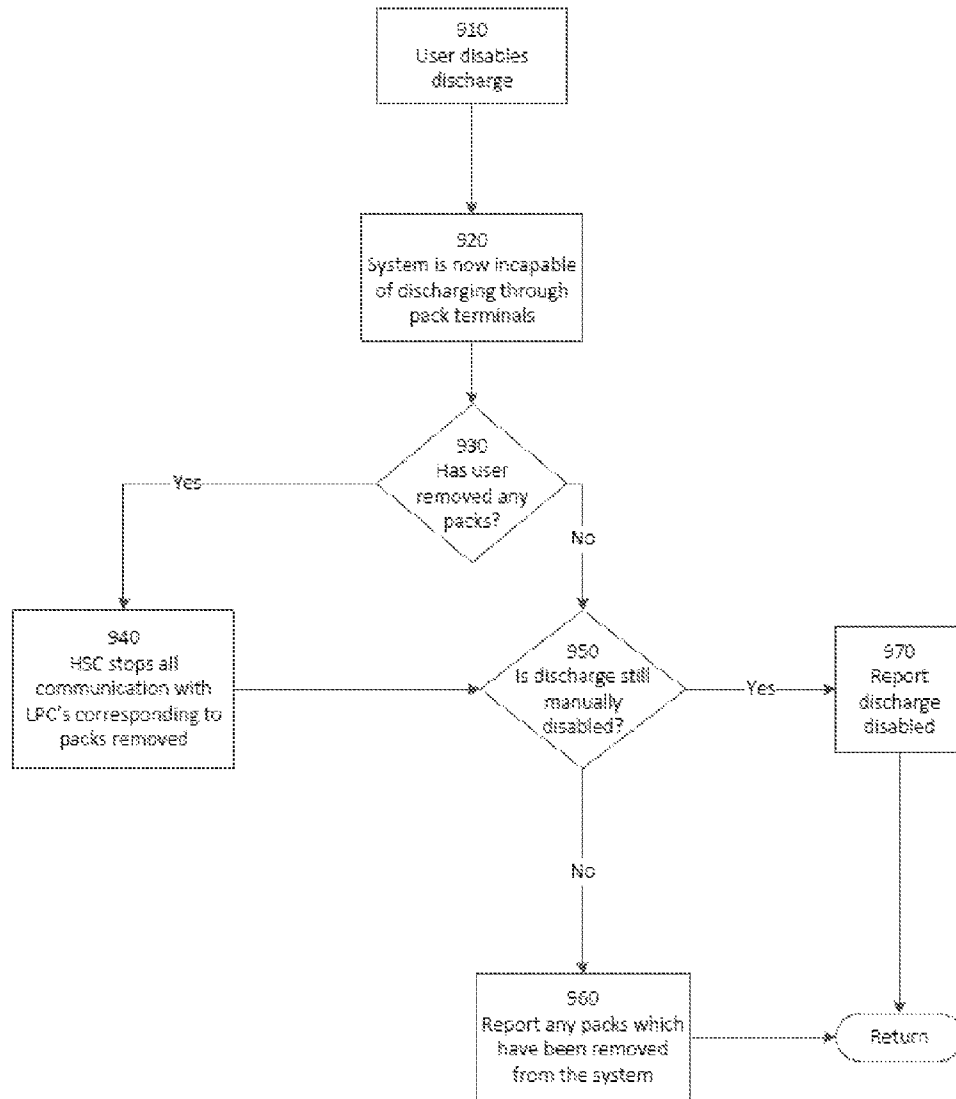 910
User disables
discharge
920
System is now incapable
of discharging through
pack terminals
930
Has user
removed any
packs?
Yes
No
940
HSC stops all
communication with
LPC's corresponding to
packs removed
950
Is discharge still
manually
disabled?
Yes
970
Report
discharge
disabled
No
960
Report any packs which
have been removed
from the system
Return